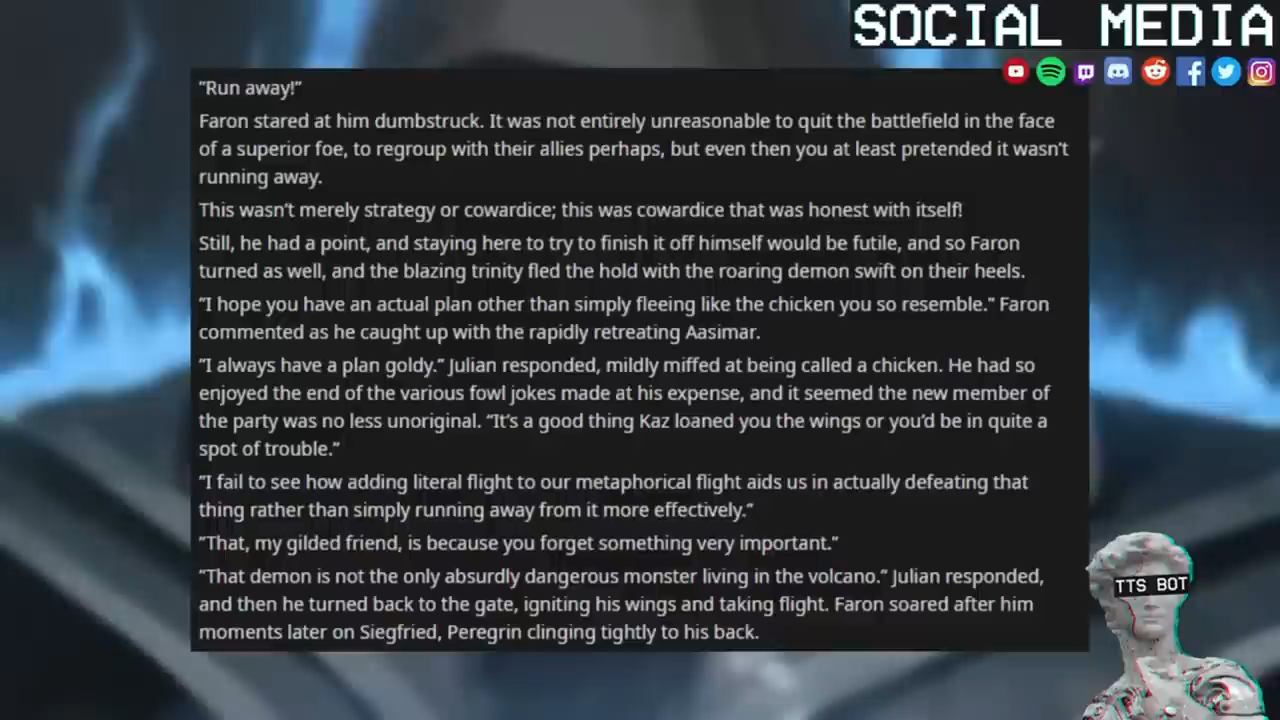 SOCIAL MEDIA
“Run away!”
Faron stared at him dumbstruck. It was not entirely unreasonable to quit the battlefield in the face
of a superior foe, to regroup with their allies perhaps, but even then you at least pretended it wasn’t
running away.
This wasn’t merely strategy or cowardice; this was cowardice that was honest with itself!
Still, he had a point, and staying here to try to finish it off himself would be futile, and so Faron
turned as well, and the blazing trinity fled the hold with the roaring demon swift on their heels.
“I hope you have an actual plan other than simply fleeing like the chicken you so resemble.” Faron
commented as he caught up with the rapidly retreating Aasimar.
“I always have a plan goldy.” Julian responded, mildly miffed at being called a chicken. He had so
enjoyed the end of the various fowl jokes made at his expense, and it seemed the new member of
the party was no less unoriginal. “It’s a good thing Kaz loaned you the wings or you’d be in quite a
spot of trouble.”
“I fail to see how adding literal flight to our metaphorical flight aids us in actually defeating that
thing rather than simply running away from it more effectively.”
“That, my gilded friend, is because you forget something very important.”
“That demon is not the only absurdly dangerous monster living in the volcano.” Julian responded,
and then he turned back to the gate, igniting his wings and taking flight. Faron soared after him
moments later on Siegfried, Peregrin clinging tightly to his back.
TTS BOT